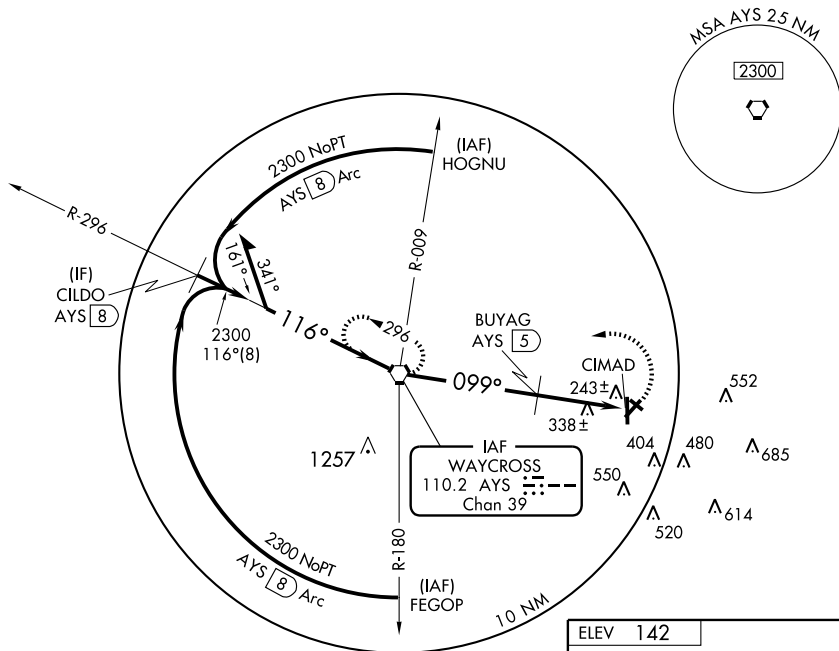 MSA AYS 25 NM
2300
2300 NoPT
AYS 8 Arc
(IAF)
HOGNU
R-296
R-009
161°
341°
(IF)
CILDO
AYS 8
2300
116°(8)
116°
296
BUYAG
AYS 5
099°
CIMAD
243±
338±
552
404
480
685
550
614
520
1257
IAF
WAYCROSS
110.2 AYS
Chan 39
R-180
2300 NoPT
AYS 8 Arc
(IAF)
FEGOP
10 NM
ELEV 142